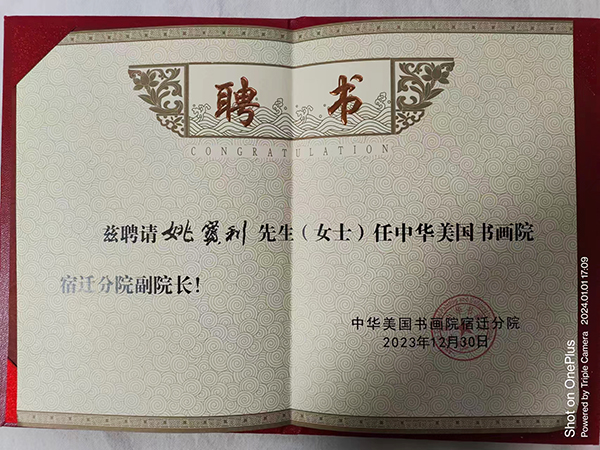 聘书
CONGRATULATION
兹聘请姚宝利先生（女士）任中华美国书画院
宿迁分院副院长！
中华美国书画院宿迁分院
2023年12月30日
Shot on OnePlus
Powered by Triple Camera 2024.01.01 17:09